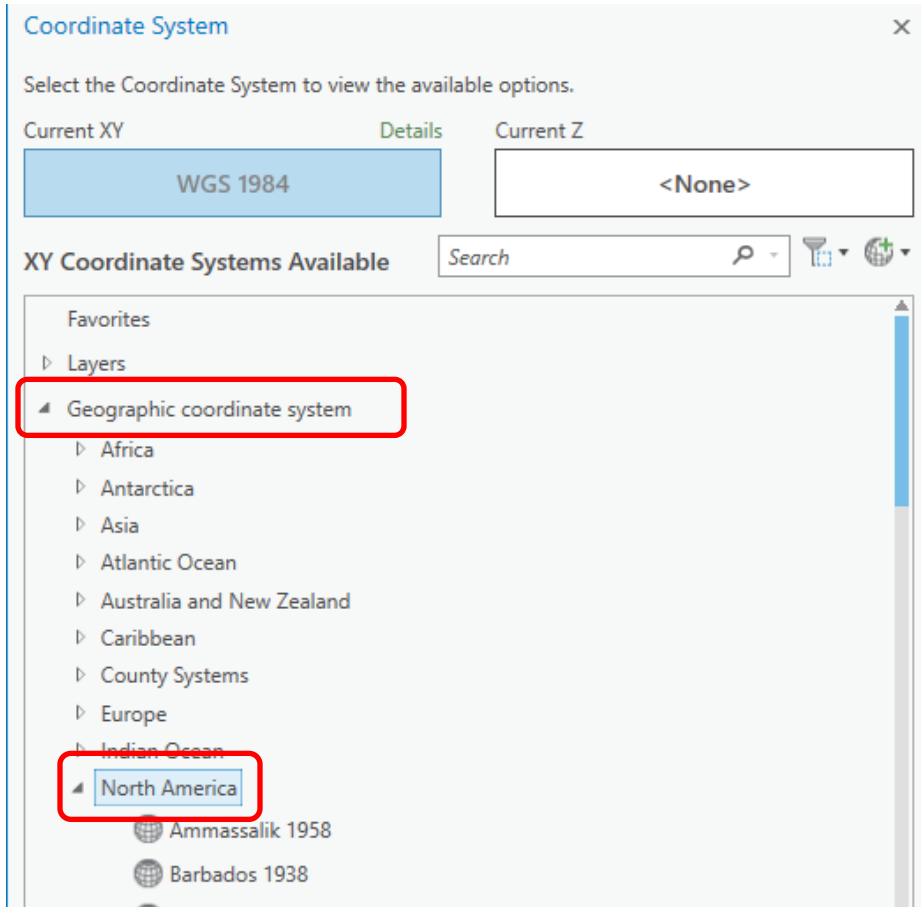 Coordinate System
Select the Coordinate System to view the available options.
Current XY Details Current Z
WGS 1984 <None>
XY Coordinate Systems Available Search
Favorites
Layers
Geographic coordinate system
Africa
Antarctica
Asia
Atlantic Ocean
Australia and New Zealand
Caribbean
County Systems
Europe
Indian Ocean
North America
Ammassalik 1958
Barbados 1938